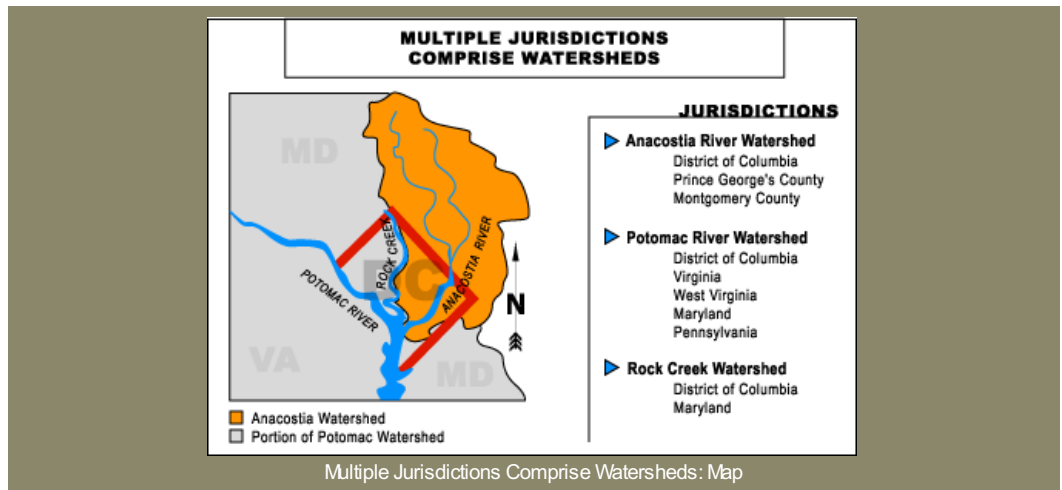 MULTIPLE JURISDICTIONS
COMPRISE WATERSHEDS
MD
ROCK CREEK
DC
ANACOSTIA RIVER
POTOMAC RIVER
N
VA
MD
Anacostia Watershed
Portion of Potomac Watershed
JURISDICTIONS
Anacostia River Watershed
District of Columbia
Prince George's County
Montgomery County
Potomac River Watershed
District of Columbia
Virginia
West Virginia
Maryland
Pennsylvania
Rock Creek Watershed
District of Columbia
Maryland
Multiple Jurisdictions Comprise Watersheds: Map